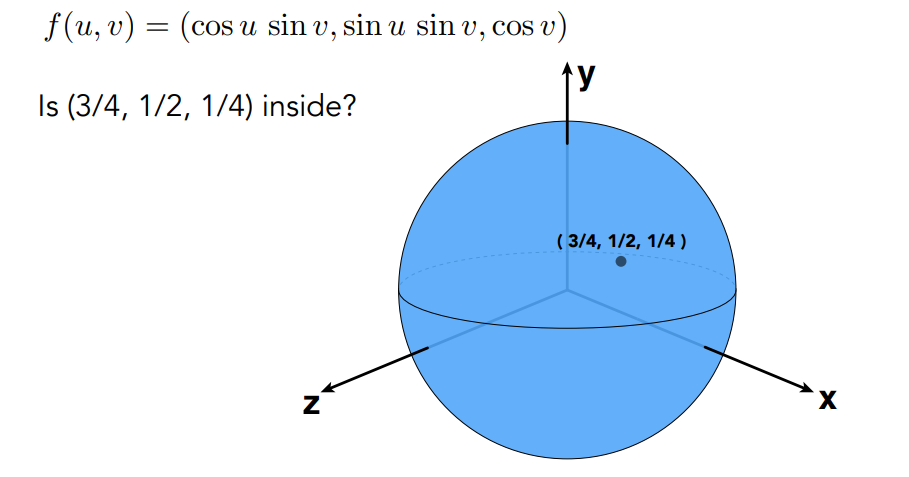 f(u, v) = (cos u sin v, sin u sin v, cos v)
Is (3/4, 1/2, 1/4) inside?
y
( 3/4, 1/2, 1/4 )
z
x